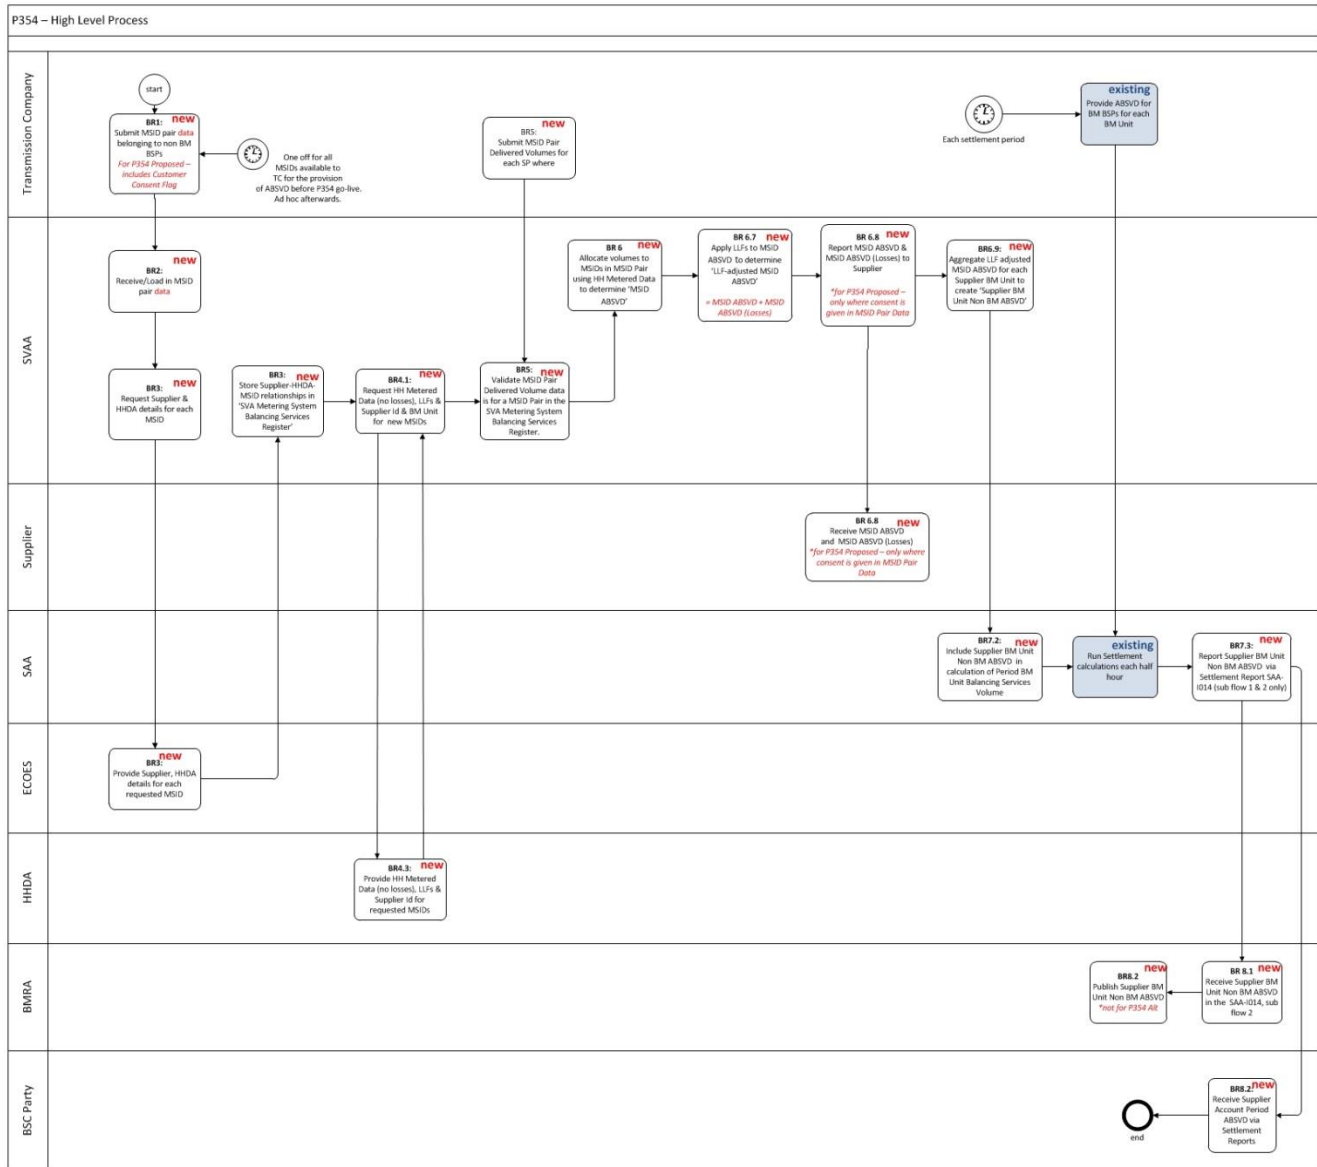 P354 – High Level Process
Transmission Company
start
BR1: new
Submit MSID pair data
belonging to non BM
BSPs
For P354 Proposed –
includes Customer
Consent Flag
One off for all
MSIDs available to
TC for the provision
of ABSVD before P354 go-live.
Ad hoc afterwards.
new
BR5:
Submit MSID Pair
Delivered Volumes for
each SP where
Each settlement period
existing
Provide ABSVD for
BM BSPs for each
BM Unit
SVAA
new
BR2:
Receive/Load in MSID
pair data
BR3: new
Request Supplier &
HHDA details for each
MSID
BR3: new
Store Supplier-HHDA-
MSID relationships in
'SVA Metering System
Balancing Services
Register'
BR4.1: new
Request HH Metered
Data (no losses), LLFs &
Supplier Id & BM Unit
for new MSIDs
BR5: new
Validate MSID Pair
Delivered Volume data
is for a MSID Pair in the
SVA Metering System
Balancing Services
Register.
BR 6 new
Allocate volumes to
MSIDs in MSID Pair
using HH Metered Data
to determine 'MSID
ABSVD'
BR 6.7 new
Apply LLFs to MSID
ABSVD to determine
'LLF-adjusted MSID
ABSVD'
= MSID ABSVD + MSID
ABSVD (Losses)
BR 6.8 new
Report MSID ABSVD &
MSID ABSVD (Losses) to
Supplier
*for P354 Proposed –
only where consent is
given in MSID Pair Data
BR6.9: new
Aggregate LLF adjusted
MSID ABSVD for each
Supplier BM Unit to
create 'Supplier BM
Unit Non BM ABSVD'
Supplier
BR 6.8 new
Receive MSID ABSVD
and MSID ABSVD (Losses)
*for P354 Proposed – only where
consent is given in MSID Pair
Data
SAA
BR7.2: new
Include Supplier BM Unit
Non BM ABSVD in
calculation of Period BM
Unit Balancing Services
Volume
existing
Run Settlement
calculations each half
hour
BR7.3: new
Report Supplier BM Unit
Non BM ABSVD via
Settlement Report SAA-
I014 (sub flow 1 & 2 only)
ECOES
BR3: new
Provide Supplier, HHDA
details for each
requested MSID
HHDA
BR4.3: new
Provide HH Metered
Data (no losses), LLFs &
Supplier Id for
requested MSIDs
BMRA
BR8.2 new
Publish Supplier BM
Unit Non BM ABSVD
*not for P354 Alt
BR 8.1 new
Receive Supplier BM
Unit Non BM ABSVD
in the SAA-I014, sub
flow 2
BSC Party
end
BR8.2: new
Receive Supplier
Account Period
ABSVD via
Settlement
Reports